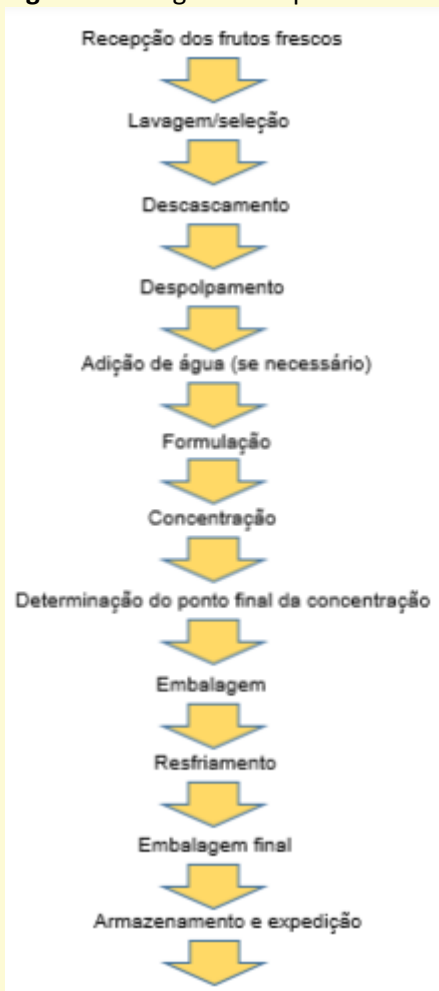 Recepção dos frutos frescos
Lavagem/seleção
Descascamento
Despolpamento
Adição de água (se necessário)
Formulação
Concentração
Determinação do ponto final da concentração
Embalagem
Resfriamento
Embalagem final
Armazenamento e expedição